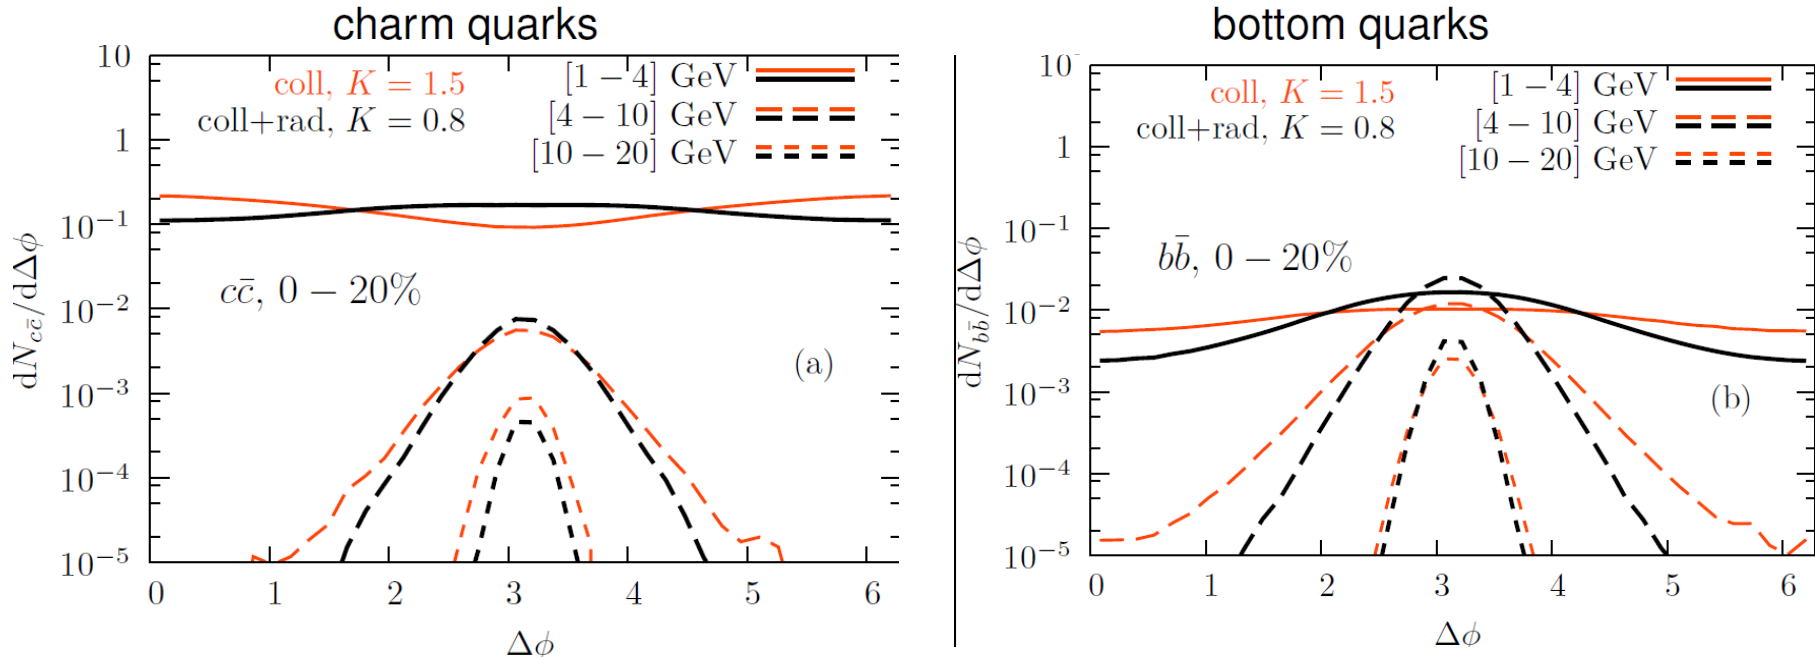 charm quarks
10
1
10⁻¹
10⁻²
10⁻³
10⁻⁴
10⁻⁵
dN_{cc̄}/dΔϕ
coll, K = 1.5
coll+rad, K = 0.8
[1 − 4] GeV
[4 − 10] GeV
[10 − 20] GeV
cc̄, 0 − 20%
(a)
0 1 2 3 4 5 6
Δϕ
bottom quarks
10
1
10⁻¹
10⁻²
10⁻³
10⁻⁴
10⁻⁵
dN_{bb̄}/dΔϕ
coll, K = 1.5
coll+rad, K = 0.8
[1 − 4] GeV
[4 − 10] GeV
[10 − 20] GeV
bb̄, 0 − 20%
(b)
0 1 2 3 4 5 6
Δϕ